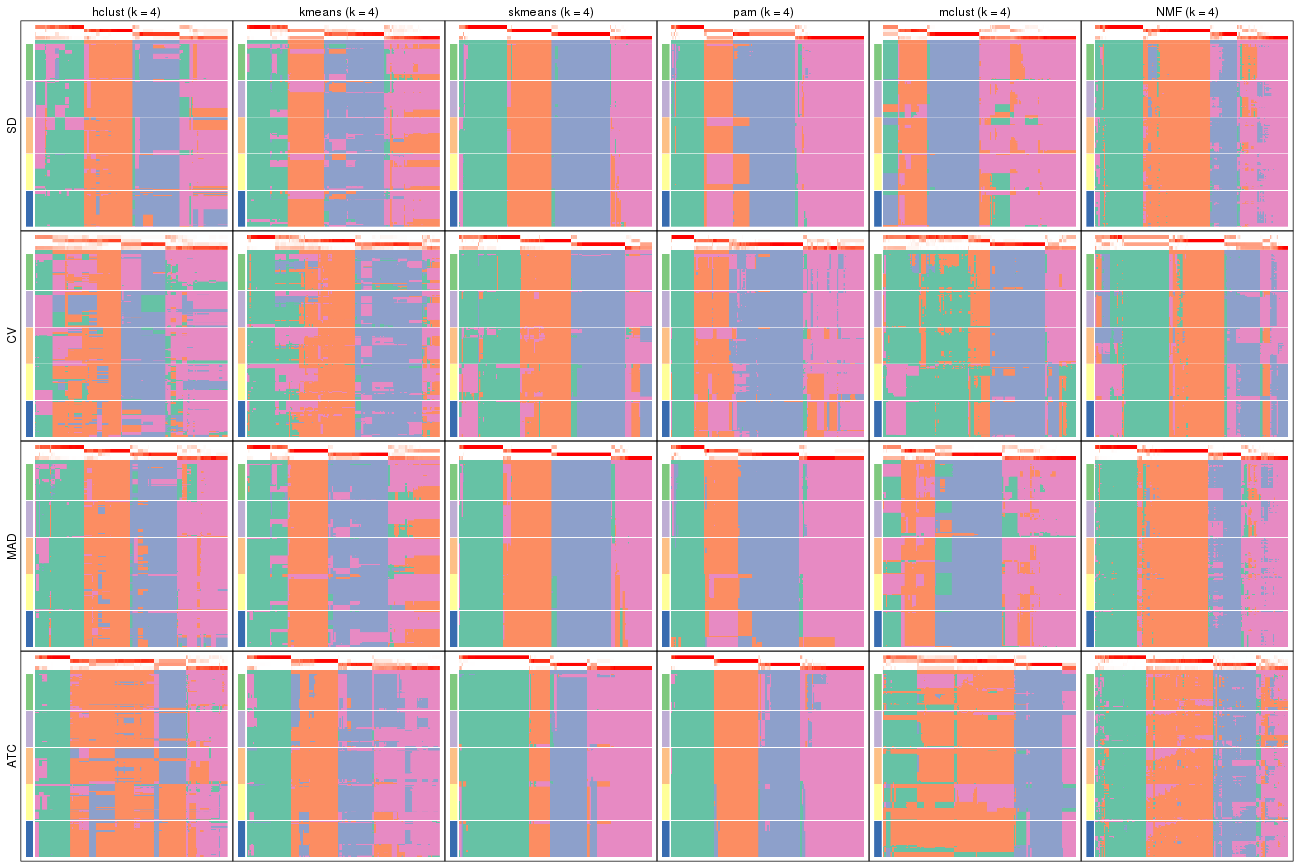 hclust (k = 4) kmeans (k = 4) skmeans (k = 4) pam (k = 4) mclust (k = 4) NMF (k = 4)
SD
CV
MAD
ATC